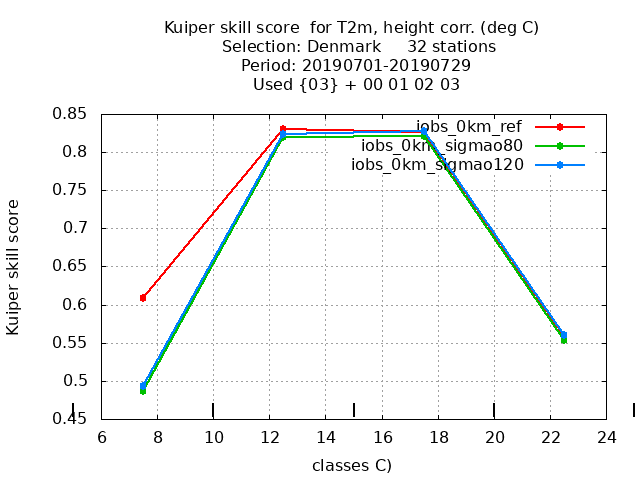 Kuiper skill score  for T2m, height corr. (deg C)
Selection: Denmark     32 stations
Period: 20190701-20190729
Used {03} + 00 01 02 03
iobs_0km_ref
iobs_0km_sigmao80
iobs_0km_sigmao120
Kuiper skill score
0.85
0.8
0.75
0.7
0.65
0.6
0.55
0.5
0.45
6 8 10 12 14 16 18 20 22 24
classes C)